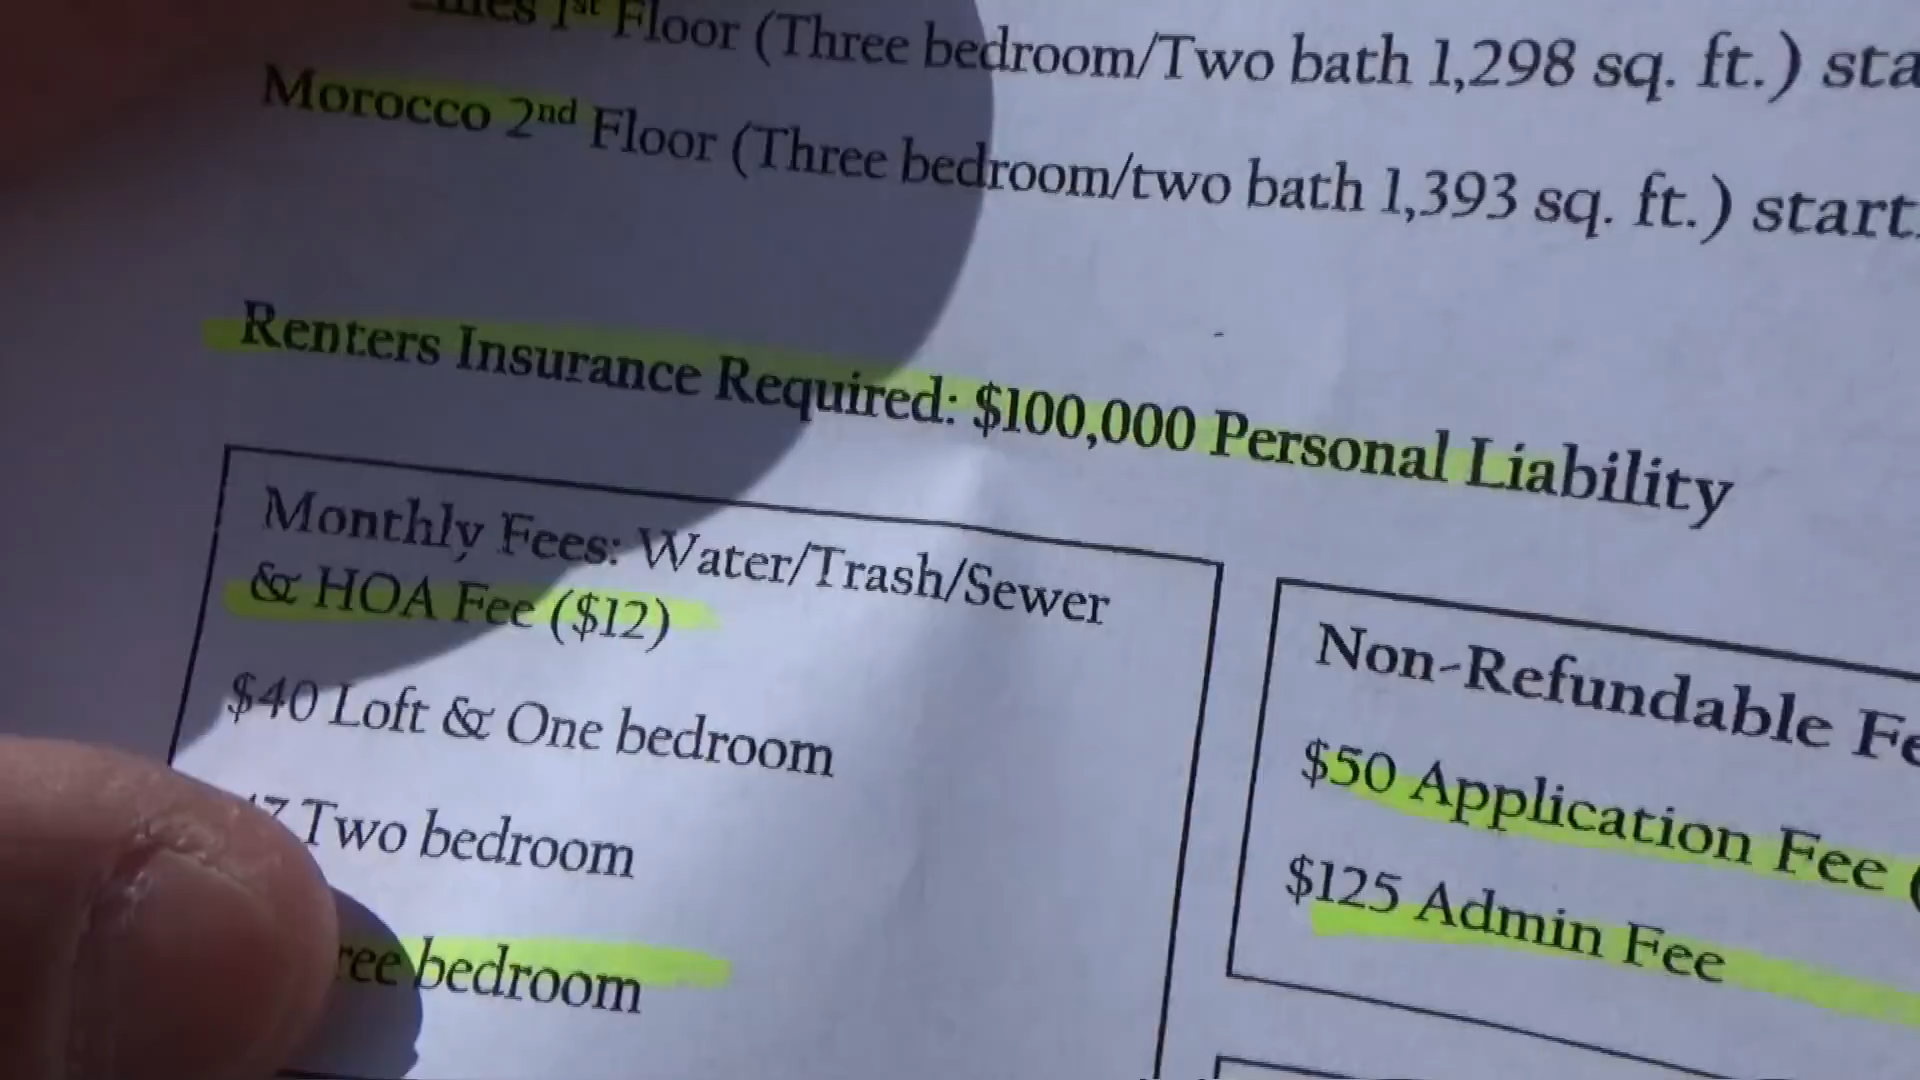 1st Floor (Three bedroom/Two bath 1,298 sq. ft.)
Morocco 2nd Floor (Three bedroom/two bath 1,393 sq. ft.)
Renters Insurance Required: $100,000 Personal Liability
Monthly Fees: Water/Trash/Sewer
& HOA Fee ($12)
$40 Loft & One bedroom
Two bedroom
bedroom
Non-Refundable
$50 Application Fee (
$125 Admin Fee